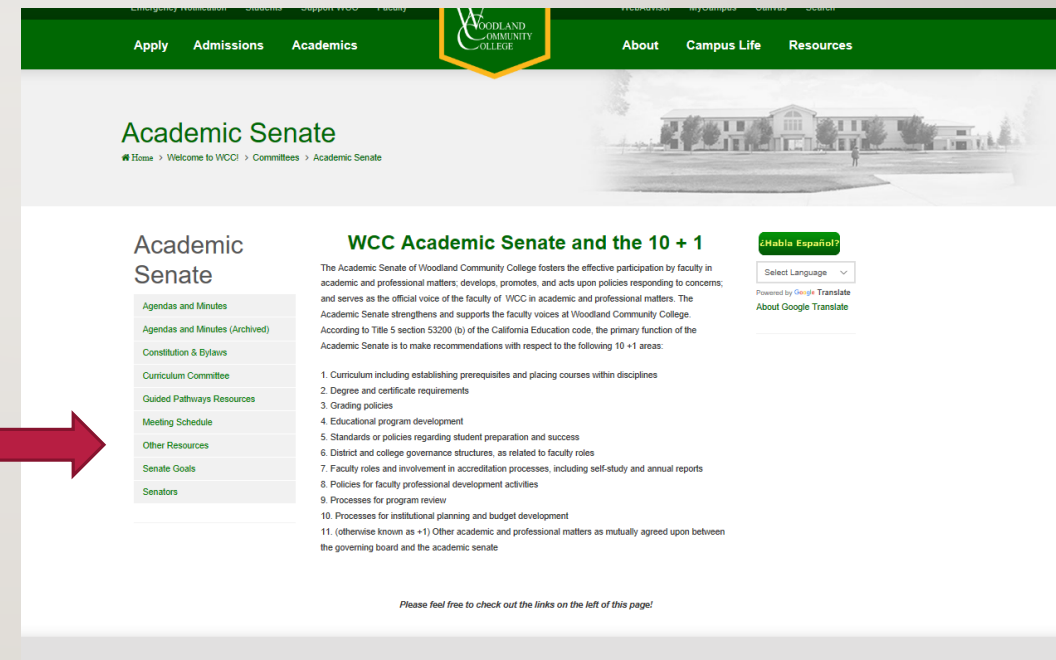 Emergency Notification Students Support WCC Faculty
WebAdvisor MyCampus Canvas Search
Apply Admissions Academics
WOODLAND
COMMUNITY
COLLEGE
About Campus Life Resources
Academic Senate
Home > Welcome to WCC! > Committees > Academic Senate
Academic
Senate
Agendas and Minutes
Agendas and Minutes (Archived)
Constitution & Bylaws
Curriculum Committee
Guided Pathways Resources
Meeting Schedule
Other Resources
Senate Goals
Senators
WCC Academic Senate and the 10 + 1
The Academic Senate of Woodland Community College fosters the effective participation by faculty in
academic and professional matters; develops, promotes, and acts upon policies responding to concerns;
and serves as the official voice of the faculty of WCC in academic and professional matters. The
Academic Senate strengthens and supports the faculty voices at Woodland Community College.
According to Title 5 section 53200 (b) of the California Education code, the primary function of the
Academic Senate is to make recommendations with respect to the following 10 +1 areas:
1. Curriculum including establishing prerequisites and placing courses within disciplines
2. Degree and certificate requirements
3. Grading policies
4. Educational program development
5. Standards or policies regarding student preparation and success
6. District and college governance structures, as related to faculty roles
7. Faculty roles and involvement in accreditation processes, including self-study and annual reports
8. Policies for faculty professional development activities
9. Processes for program review
10. Processes for institutional planning and budget development
11. (otherwise known as +1) Other academic and professional matters as mutually agreed upon between
the governing board and the academic senate
Please feel free to check out the links on the left of this page!
¿Habla Español?
Select Language
Powered by Google Translate
About Google Translate